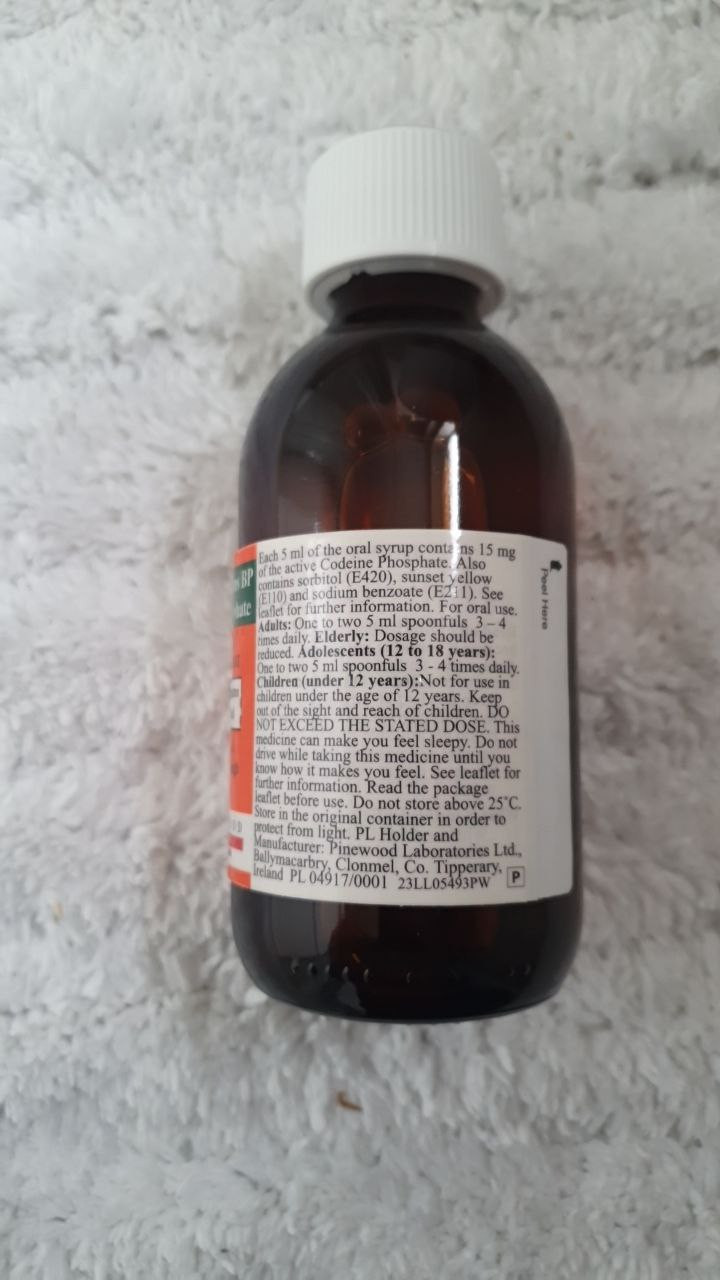 Each 5 ml of the oral syrup contains 15 mg
of the active Codeine Phosphate. Also
contains sorbitol (E420), sunset yellow
(E110) and sodium benzoate (E211). See
leaflet for further information. For oral use.
Adults: One to two 5 ml spoonfuls 3 – 4
times daily. Elderly: Dosage should be
reduced. Adolescents (12 to 18 years):
One to two 5 ml spoonfuls 3 - 4 times daily.
Children (under 12 years):Not for use in
children under the age of 12 years. Keep
out of the sight and reach of children. DO
NOT EXCEED THE STATED DOSE. This
medicine can make you feel sleepy. Do not
drive while taking this medicine until you
know how it makes you feel. See leaflet for
further information. Read the package
leaflet before use. Do not store above 25°C.
Store in the original container in order to
protect from light. PL Holder and
Manufacturer: Pinewood Laboratories Ltd.,
Ballymacarbry, Clonmel, Co. Tipperary,
Ireland PL 04917/0001 23LL05493PW P
Peel Here
BP